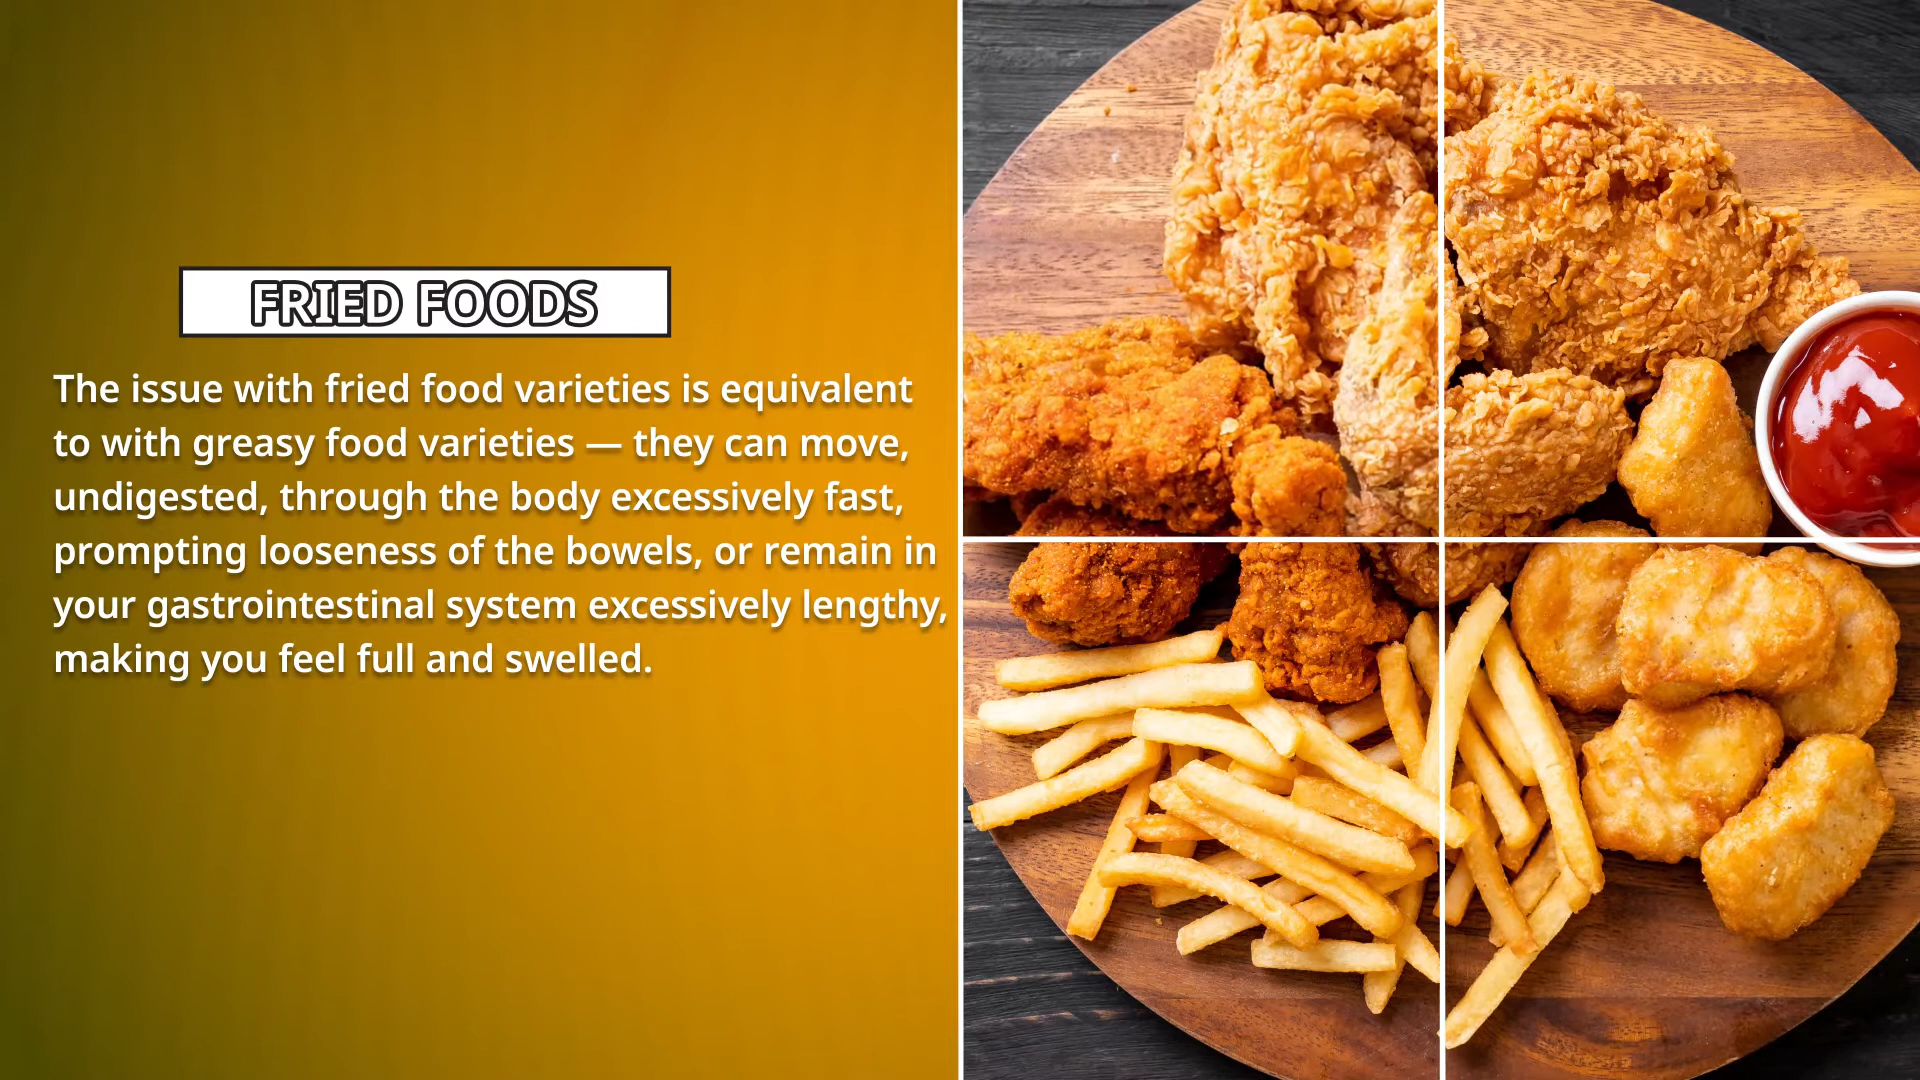 FRIED FOODS
The issue with fried food varieties is equivalent
to with greasy food varieties — they can move,
undigested, through the body excessively fast,
prompting looseness of the bowels, or remain in
your gastrointestinal system excessively lengthy,
making you feel full and swelled.